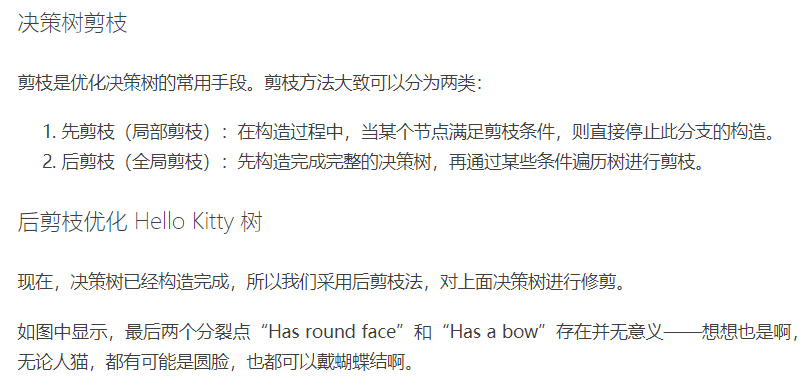 决策树剪枝
剪枝是优化决策树的常用手段。剪枝方法大致可以分为两类：
1. 先剪枝（局部剪枝）：在构造过程中，当某个节点满足剪枝条件，则直接停止此分支的构造。
2. 后剪枝（全局剪枝）：先构造完成完整的决策树，再通过某些条件遍历树进行剪枝。
后剪枝优化 Hello Kitty 树
现在，决策树已经构造完成，所以我们采用后剪枝法，对上面决策树进行修剪。
如图中显示，最后两个分裂点“Has round face”和“Has a bow”存在并无意义——想想也是啊，
无论人猫，都有可能是圆脸，也都可以戴蝴蝶结啊。